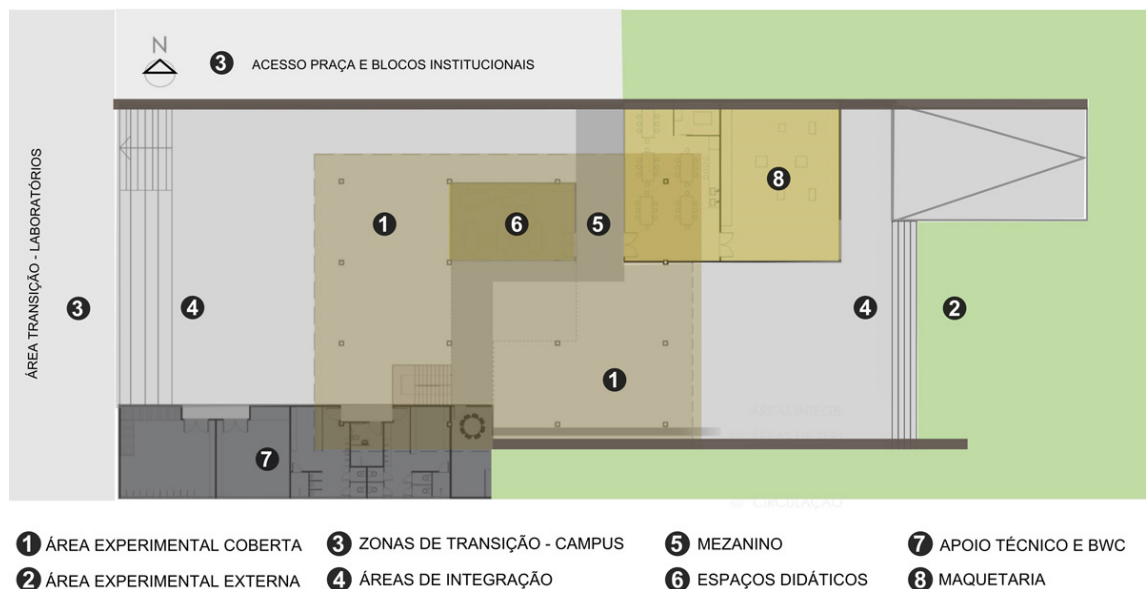 N
3 ACESSO PRAÇA E BLOCOS INSTITUCIONAIS
ÁREA TRANSIÇÃO - LABORATÓRIOS
8
1
6
5
3
4
4
2
1
7
CIRCULAÇÃO
1 ÁREA EXPERIMENTAL COBERTA
3 ZONAS DE TRANSIÇÃO - CAMPUS
5 MEZANINO
7 APOIO TÉCNICO E BWC
2 ÁREA EXPERIMENTAL EXTERNA
4 ÁREAS DE INTEGRAÇÃO
6 ESPAÇOS DIDÁTICOS
8 MAQUETARIA